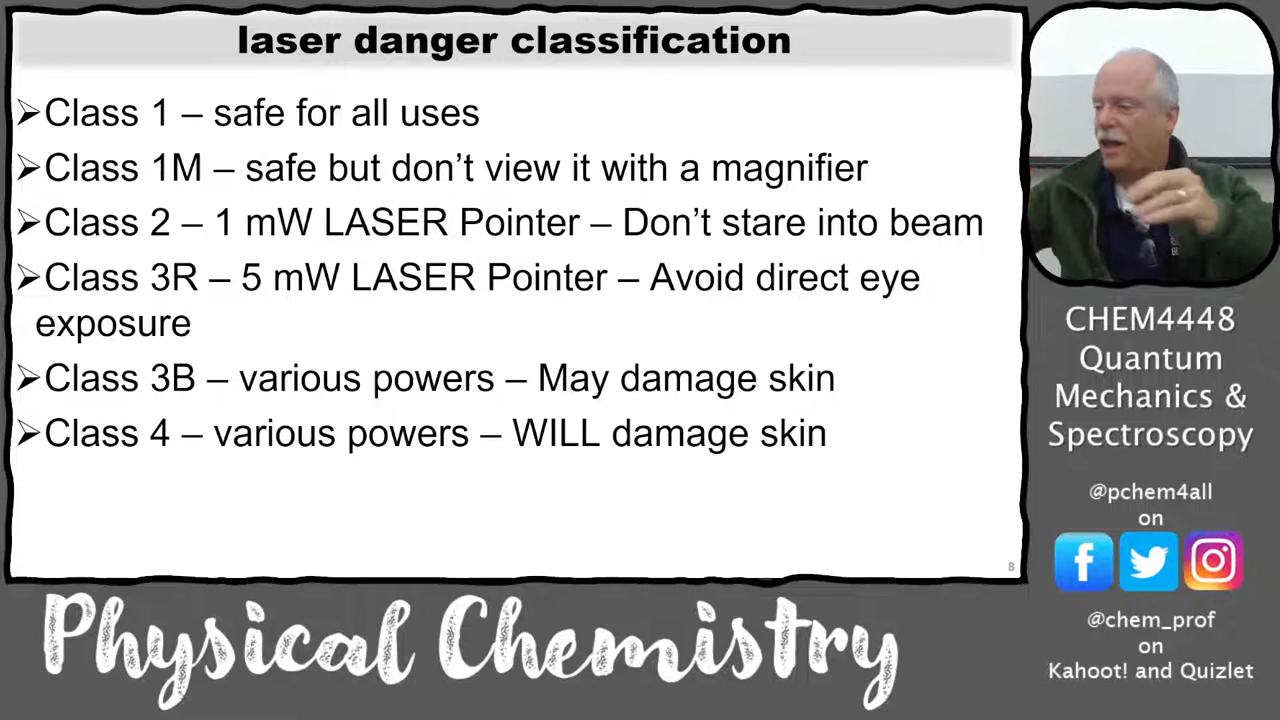 laser danger classification
➢Class 1 – safe for all uses
➢Class 1M – safe but don’t view it with a magnifier
➢Class 2 – 1 mW LASER Pointer – Don’t stare into beam
➢Class 3R – 5 mW LASER Pointer – Avoid direct eye
exposure
➢Class 3B – various powers – May damage skin
➢Class 4 – various powers – WILL damage skin
8
CHEM4448
Quantum
Mechanics &
Spectroscopy
@pchem4all
on
@chem_prof
on
Kahoot! and Quizlet
Physical Chemistry